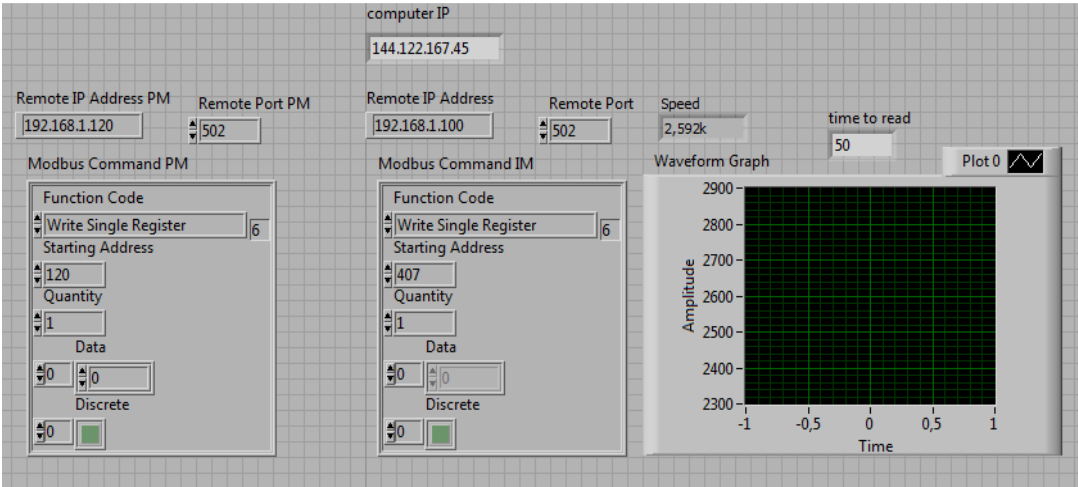 computer IP
144.122.167.45
Remote IP Address PM
Remote Port PM
Remote IP Address
Remote Port
Speed
time to read
192.168.1.120
502
192.168.1.100
502
2,592k
50
Modbus Command PM
Function Code
Write Single Register
6
Starting Address
120
Quantity
1
Data
0
0
Discrete
0
Modbus Command IM
Function Code
Write Single Register
6
Starting Address
407
Quantity
1
Data
0
0
Discrete
0
Waveform Graph
Plot 0
2900
2800
2700
2600
2500
2400
2300
Amplitude
-1
-0,5
0
0,5
1
Time